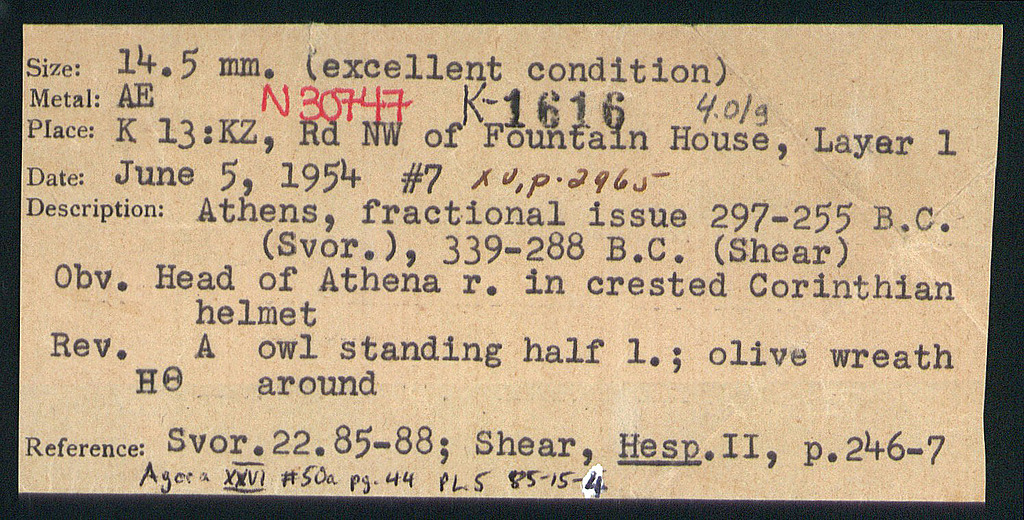 Size: 14.5 mm. (excellent condition)
Metal: AE N 30747 K-1616 4.01g
Place: K 13:KZ, Rd NW of Fountain House, Layer 1
Date: June 5, 1954 #7 XV, p. 2965
Description: Athens, fractional issue 297-255 B.C.
(Svor.), 339-288 B.C. (Shear)
Obv. Head of Athena r. in crested Corinthian
helmet
Rev. A owl standing half l.; olive wreath
HΘ around
Reference: Svor.22.85-88; Shear, Hesp.II, p.246-7
Agora XXVI #50a pg. 44 PL5 85-15-4